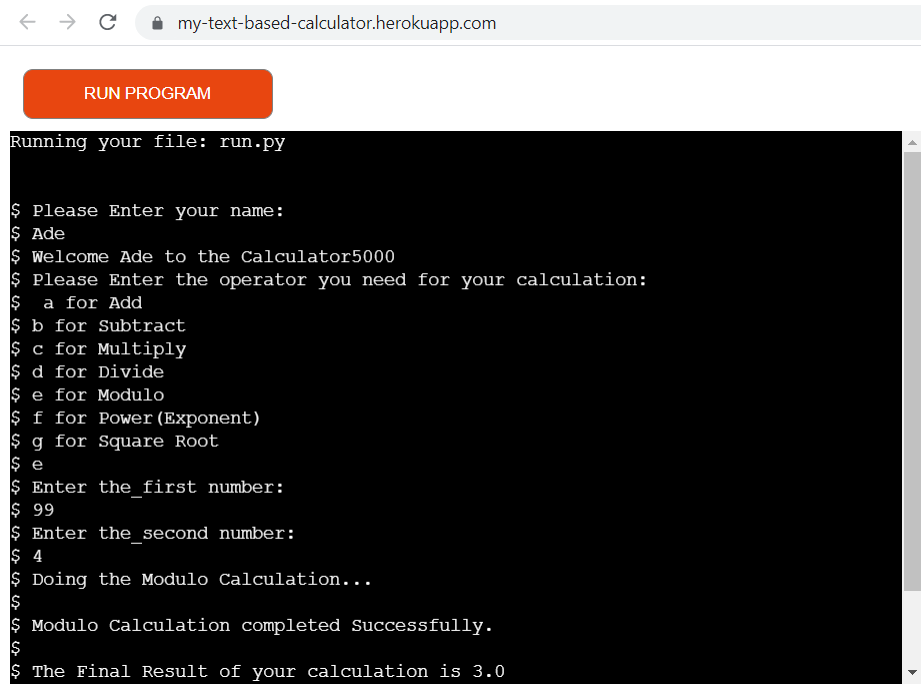 my-text-based-calculator.herokuapp.com
RUN PROGRAM
Running your file: run.py
$ Please Enter your name:
$ Ade
$ Welcome Ade to the Calculator5000
$ Please Enter the operator you need for your calculation:
$  a for Add
$ b for Subtract
$ c for Multiply
$ d for Divide
$ e for Modulo
$ f for Power(Exponent)
$ g for Square Root
$ e
$ Enter the_first number:
$ 99
$ Enter the_second number:
$ 4
$ Doing the Modulo Calculation...
$
$ Modulo Calculation completed Successfully.
$
$ The Final Result of your calculation is 3.0